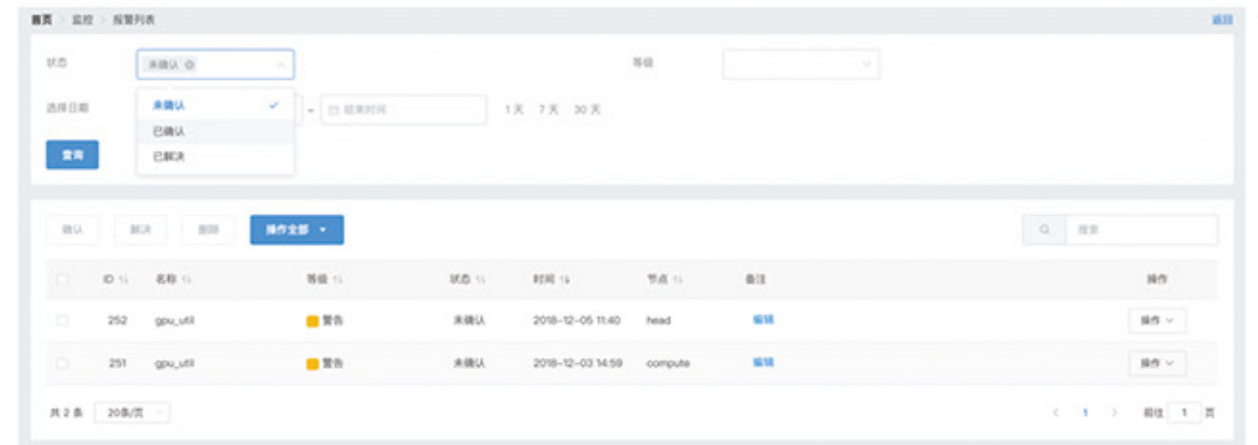 首页 > 监控 > 报警列表 返回
状态 未确认 等级
选择日期 - 结束时间 1天 7天 30天
未确认
已确认
已解决
查询
确认 解决 删除 操作全部 搜索
ID 名称 等级 状态 时间 节点 备注 操作
252 gpu_util 警告 未确认 2018-12-05 11:40 head 编辑 操作
251 gpu_util 警告 未确认 2018-12-03 14:59 compute 编辑 操作
共 2 条 20条/页 < 1 > 前往 1 页